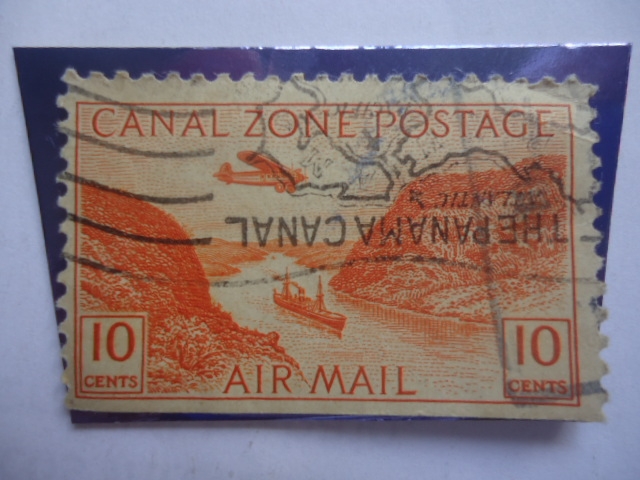 CANAL ZONE POSTAGE
THE PANAMA CANAL
10 CENTS
10 CENTS
AIR MAIL